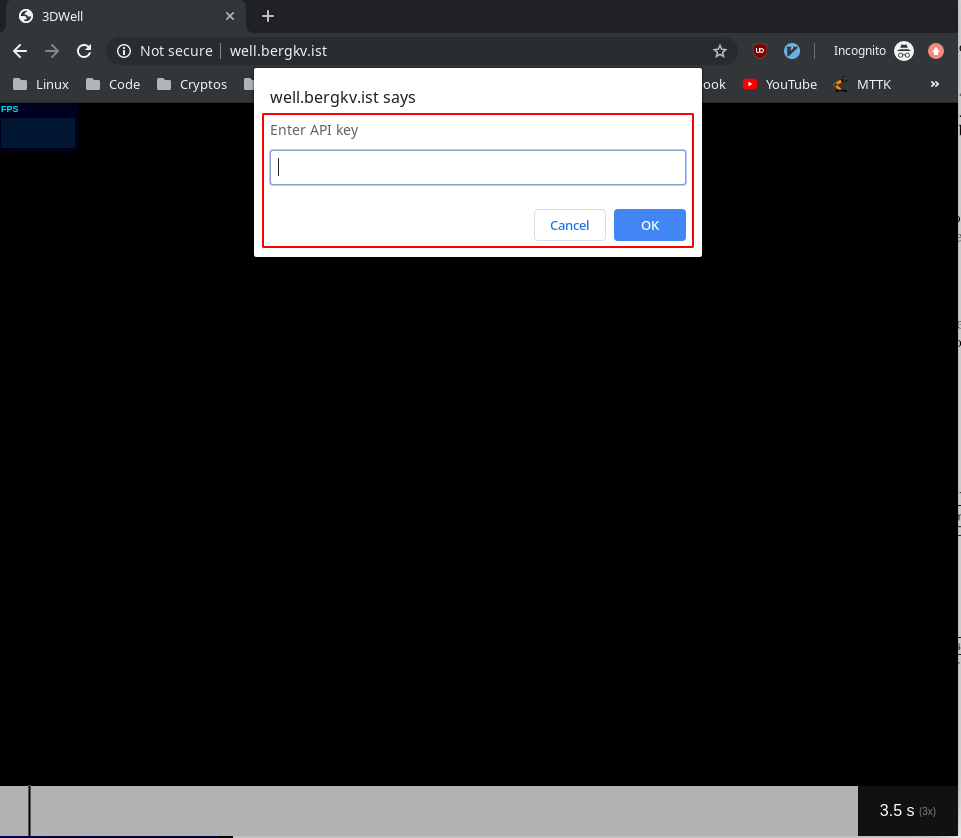 3DWell
Not secure well.bergkv.ist Incognito
Linux Code Cryptos ook YouTube MTTK »
well.bergkv.ist says
Enter API key
Cancel OK
FPS
3.5 s (3x)